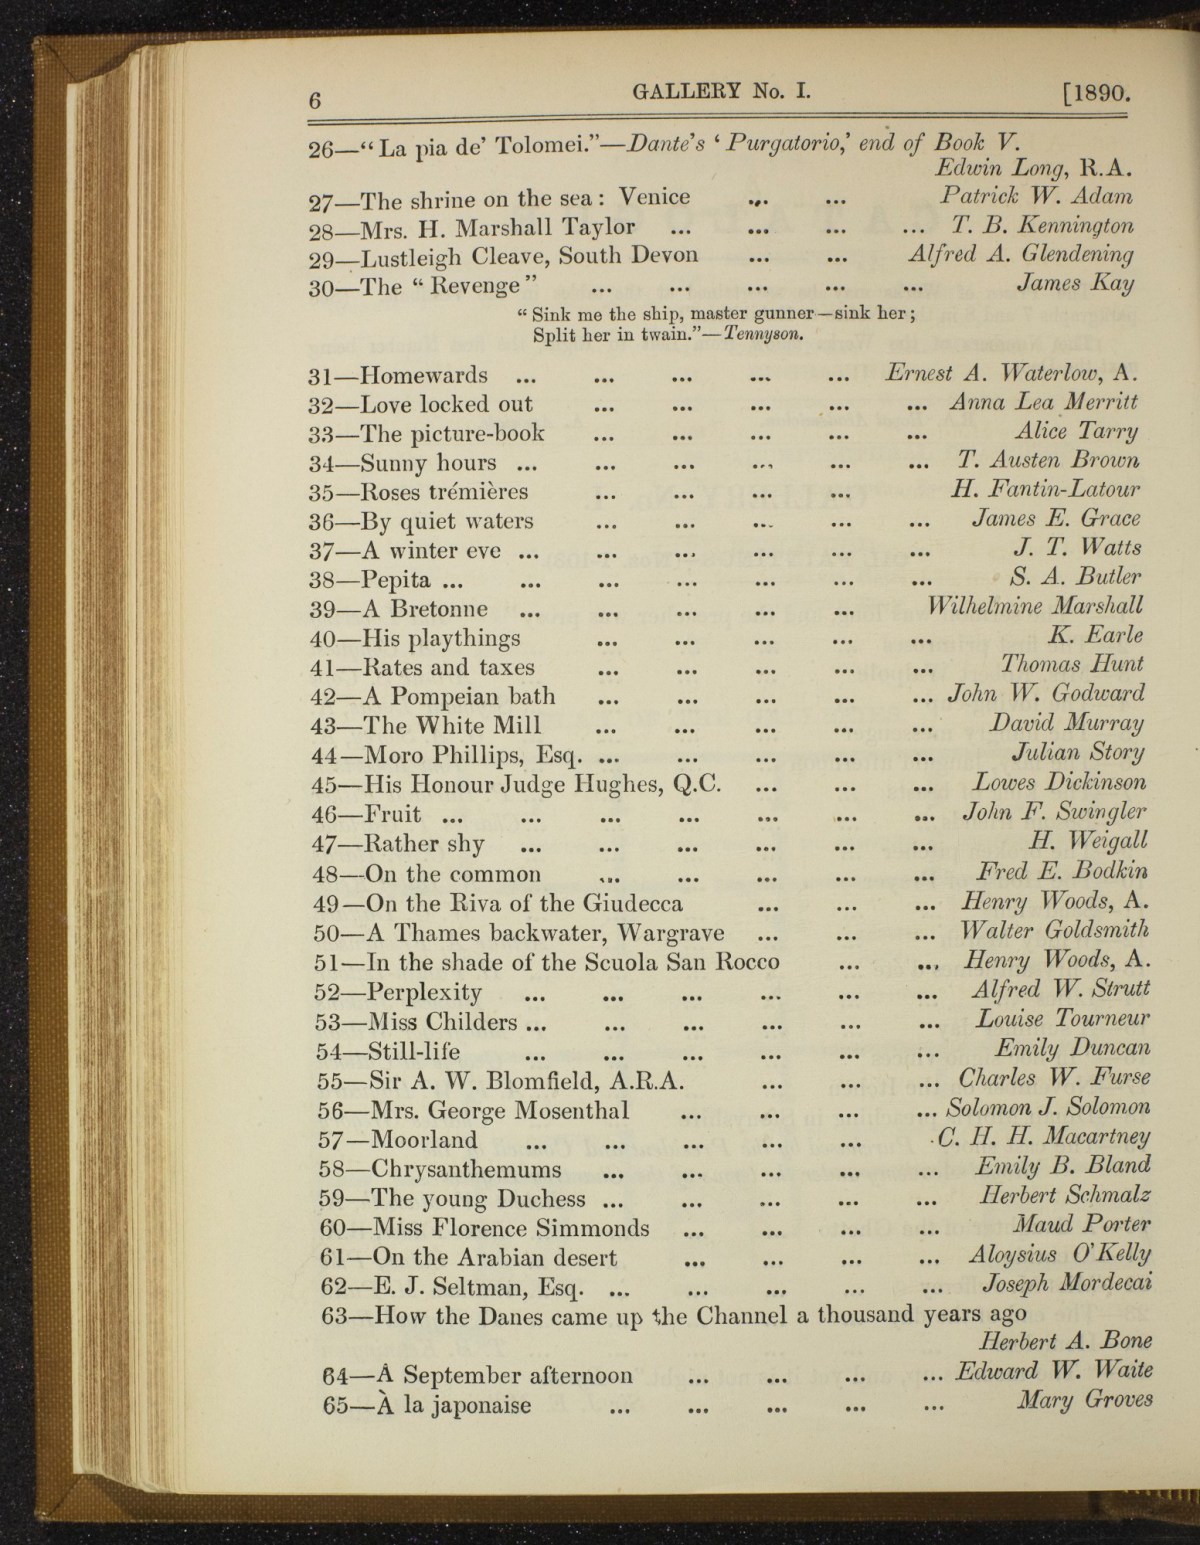 6 GALLERY No. I. [1890.
26—“La pia de’ Tolomei.”—Dante’s ‘Purgatorio,’ end of Book V.
Edwin Long, R.A.
27—The shrine on the sea: Venice ... ... Patrick W. Adam
28—Mrs. H. Marshall Taylor ... ... ... ... T. B. Kennington
29—Lustleigh Cleave, South Devon ... ... Alfred A. Glendening
30—The “Revenge” ... ... ... ... ... James Kay
“Sink me the ship, master gunner—sink her;
Split her in twain.”—Tennyson.
31—Homewards ... ... ... ... ... Ernest A. Waterlow, A.
32—Love locked out ... ... ... ... ... Anna Lea Merritt
33—The picture-book ... ... ... ... ... Alice Tarry
34—Sunny hours ... ... ... ... ... ... T. Austen Brown
35—Roses trémières ... ... ... ... H. Fantin-Latour
36—By quiet waters ... ... ... ... ... James E. Grace
37—A winter eve ... ... ... ... ... ... J. T. Watts
38—Pepita ... ... ... ... ... ... ... S. A. Butler
39—A Bretonne ... ... ... ... ... Wilhelmine Marshall
40—His playthings ... ... ... ... ... K. Earle
41—Rates and taxes ... ... ... ... ... Thomas Hunt
42—A Pompeian bath ... ... ... ... ... John W. Godward
43—The White Mill ... ... ... ... ... David Murray
44—Moro Phillips, Esq. ... ... ... ... ... Julian Story
45—His Honour Judge Hughes, Q.C. ... ... ... Lowes Dickinson
46—Fruit ... ... ... ... ... ... ... John F. Swingler
47—Rather shy ... ... ... ... ... ... H. Weigall
48—On the common ... ... ... ... ... Fred E. Bodkin
49—On the Riva of the Giudecca ... ... ... Henry Woods, A.
50—A Thames backwater, Wargrave ... ... ... Walter Goldsmith
51—In the shade of the Scuola San Rocco ... ... Henry Woods, A.
52—Perplexity ... ... ... ... ... ... Alfred W. Strutt
53—Miss Childers ... ... ... ... ... ... Louise Tourneur
54—Still-life ... ... ... ... ... ... Emily Duncan
55—Sir A. W. Blomfield, A.R.A. ... ... ... Charles W. Furse
56—Mrs. George Mosenthal ... ... ... ... Solomon J. Solomon
57—Moorland ... ... ... ... ... C. H. H. Macartney
58—Chrysanthemums ... ... ... ... ... Emily B. Bland
59—The young Duchess ... ... ... ... ... Herbert Schmalz
60—Miss Florence Simmonds ... ... ... ... Maud Porter
61—On the Arabian desert ... ... ... ... Aloysius O’Kelly
62—E. J. Seltman, Esq. ... ... ... ... ... Joseph Mordecai
63—How the Danes came up the Channel a thousand years ago
Herbert A. Bone
64—A September afternoon ... ... ... ... Edward W. Waite
65—À la japonaise ... ... ... ... ... Mary Groves